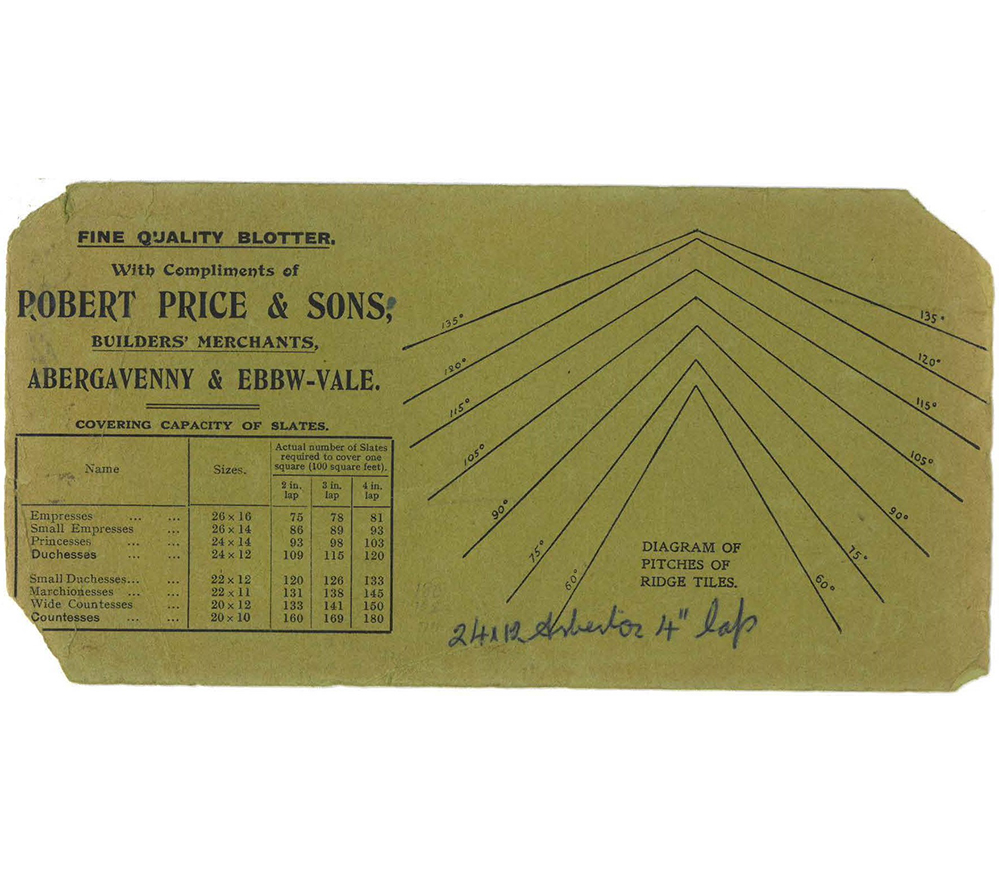 FINE QUALITY BLOTTER.
With Compliments of
ROBERT PRICE & SONS,
BUILDERS' MERCHANTS,
ABERGAVENNY & EBBW-VALE.
COVERING CAPACITY OF SLATES.
Name Sizes. Actual number of Slates required to cover one square (100 square feet).
2 in. lap 3 in. lap 4 in. lap
Empresses ... ... 26 x 16 75 78 81
Small Empresses ... 26 x 14 86 89 93
Princesses ... ... 24 x 14 93 98 103
Duchesses ... ... 24 x 12 109 115 120
Small Duchesses... ... 22 x 12 120 126 133
Marchionesses ... ... 22 x 11 131 138 145
Wide Countesses ... 20 x 12 133 141 150
Countesses ... ... 20 x 10 160 169 180
135° 135°
120° 120°
115° 115°
105° 105°
90° 90°
75° 75°
60° 60°
DIAGRAM OF
PITCHES OF
RIDGE TILES.
24x12 4" lap